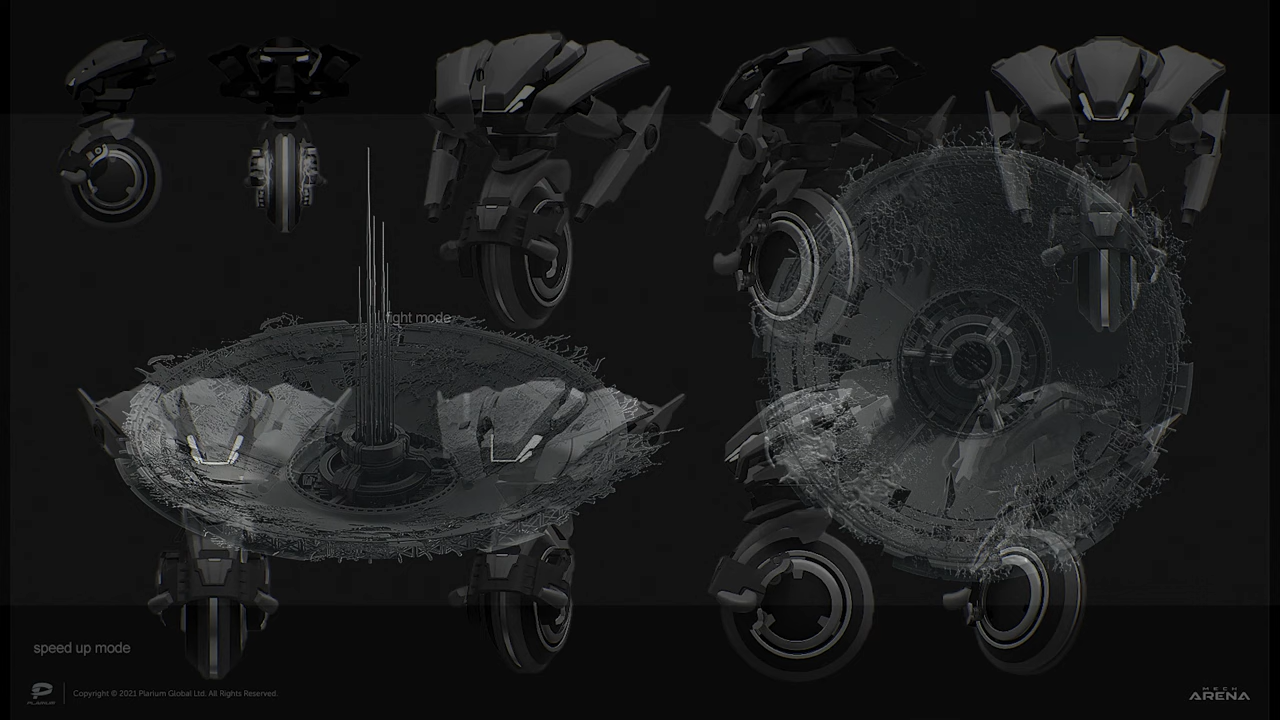 fight mode
speed up mode
PLARIUM
Copyright © 2021 Plarium Global Ltd. All Rights Reserved.
MECH
ARENA